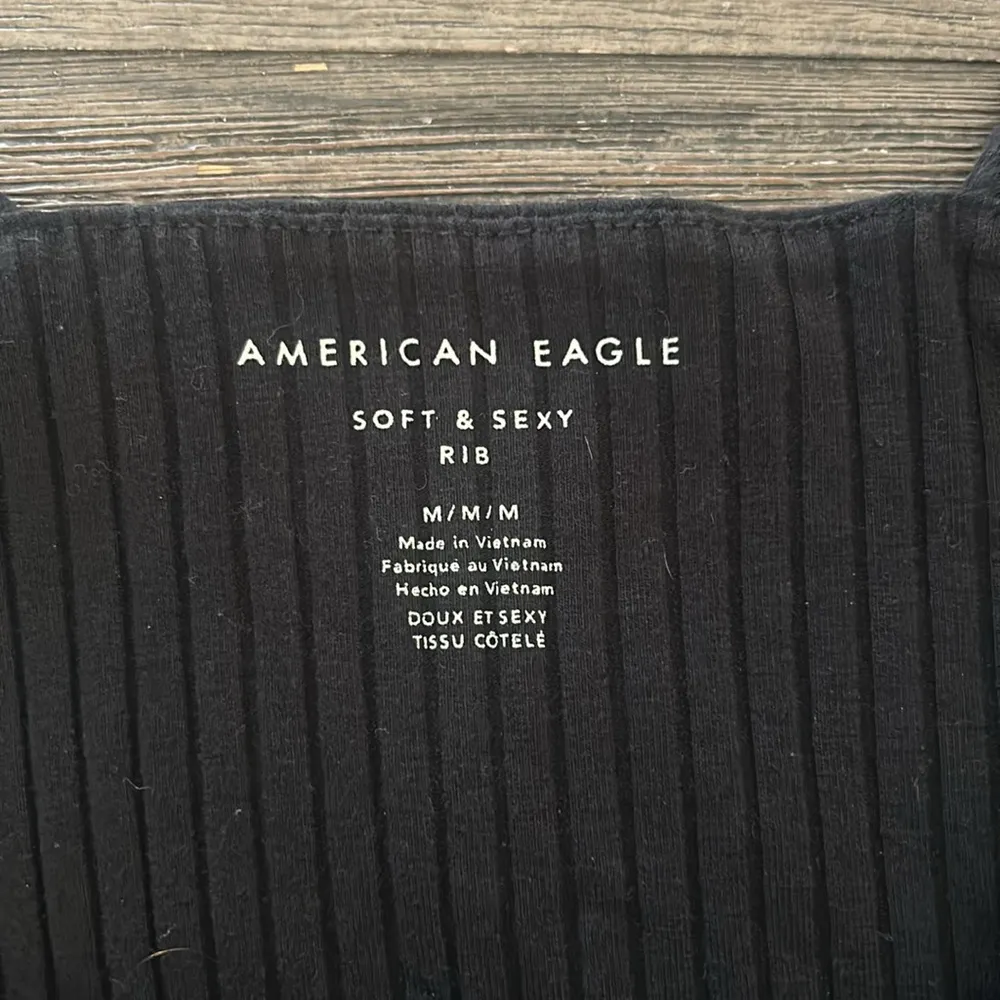 AMERICAN EAGLE
SOFT & SEXY
RIB
M/M/M
Made in Vietnam
Fabriqué au Vietnam
Hecho en Vietnam
DOUX ET SEXY
TISSU CÔTELÉ